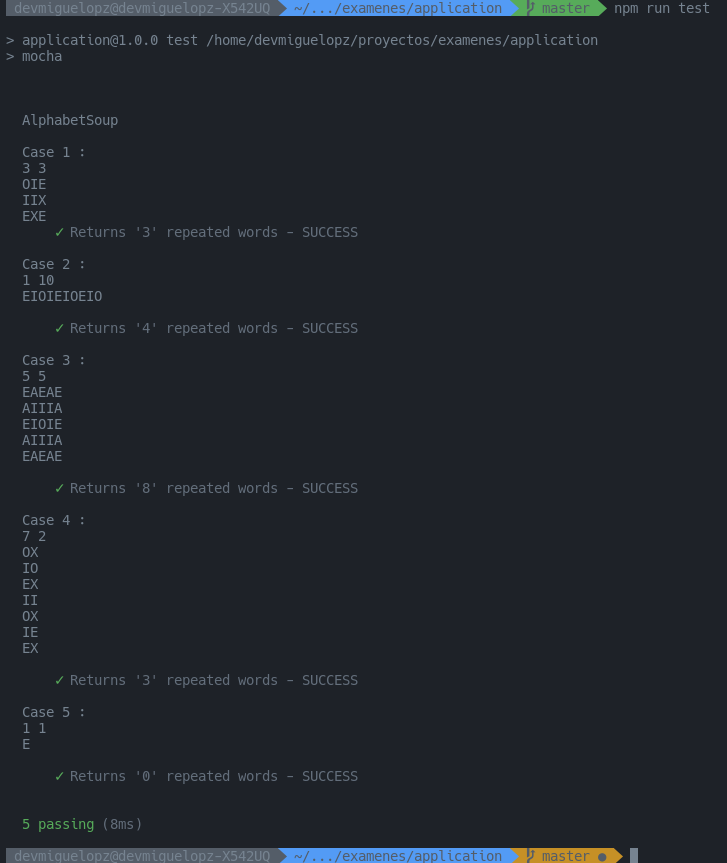 devmiguelopz@devmiguelopz-X542UQ ~/.../examenes/application master npm run test
> application@1.0.0 test /home/devmiguelopz/proyectos/examenes/application
> mocha
AlphabetSoup
Case 1 :
3 3
OIE
IIX
EXE
✓ Returns '3' repeated words - SUCCESS
Case 2 :
1 10
EIOIEIOEIO
✓ Returns '4' repeated words - SUCCESS
Case 3 :
5 5
EAEAE
AIIIA
EIOIE
AIIIA
EAEAE
✓ Returns '8' repeated words - SUCCESS
Case 4 :
7 2
OX
IO
EX
II
OX
IE
EX
✓ Returns '3' repeated words - SUCCESS
Case 5 :
1 1
E
✓ Returns '0' repeated words - SUCCESS
5 passing (8ms)
devmiguelopz@devmiguelopz-X542UQ ~/.../examenes/application master ●